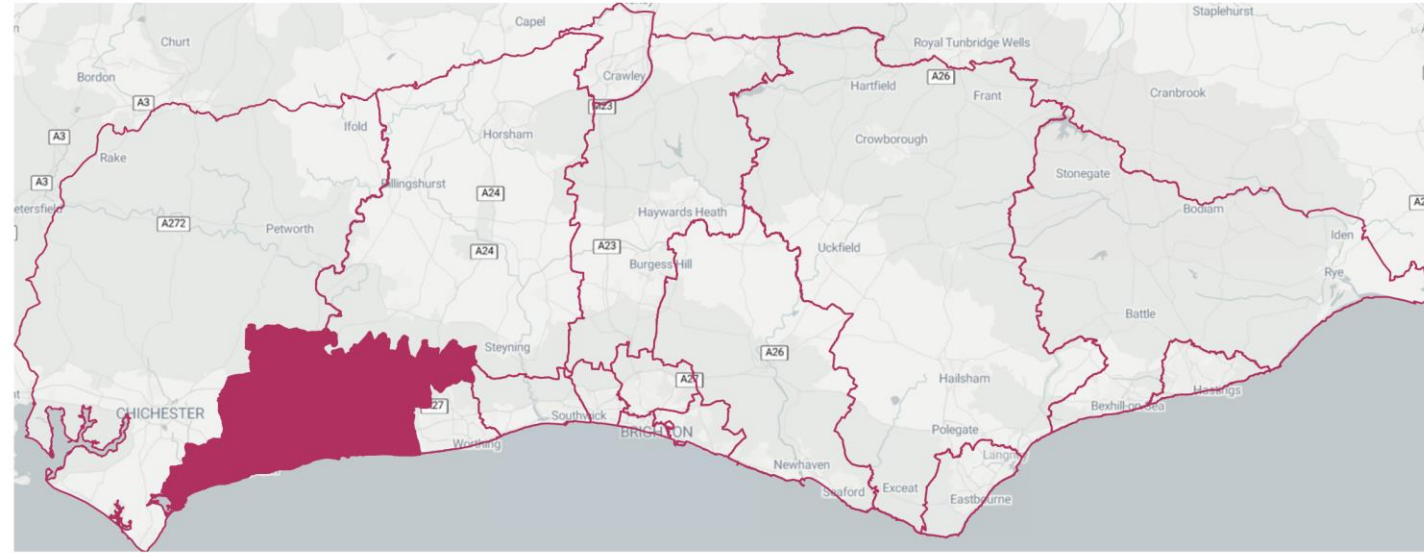 Staplehurst
Capel
Churt
Royal Tunbridge Wells
Bordon
Crawley
A26
Hartfield
Frant
Cranbrook
A3
Ifold
Horsham
A3
Crowborough
Rake
Stonegate
A3
Billingshurst
A24
Bodiam
Haywards Heath
A272
Petworth
Iden
A24
A23
Uckfield
Burgess Hill
Rye
Battle
Steyning
A26
Hailsham
A27
Hastings
CHICHESTER
Bexhill-on-Sea
Southwick
Worthing
BRIGHTON
Polegate
Newhaven
Seaford
Exceat
Eastbourne